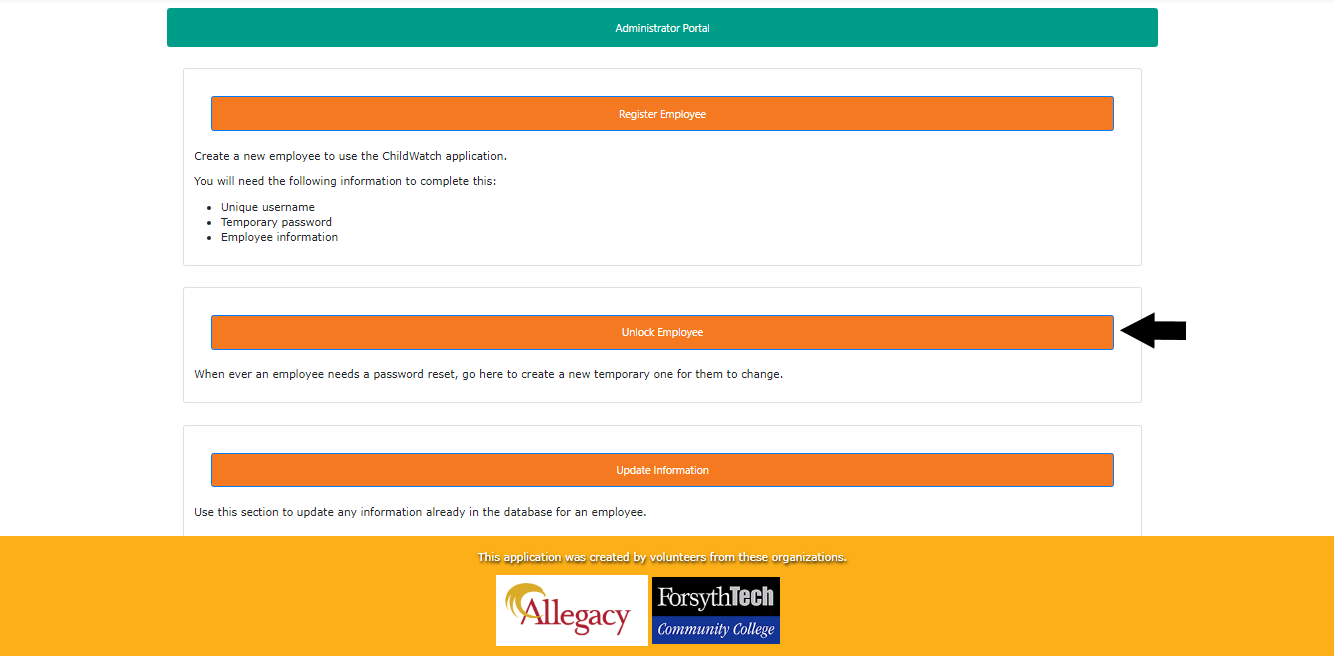 Administrator Portal
Register Employee
Create a new employee to use the ChildWatch application.
You will need the following information to complete this:
Unique username
Temporary password
Employee information
Unlock Employee
When ever an employee needs a password reset, go here to create a new temporary one for them to change.
Update Information
Use this section to update any information already in the database for an employee.
This application was created by volunteers from these organizations.
Allegacy
ForsythTech
Community College